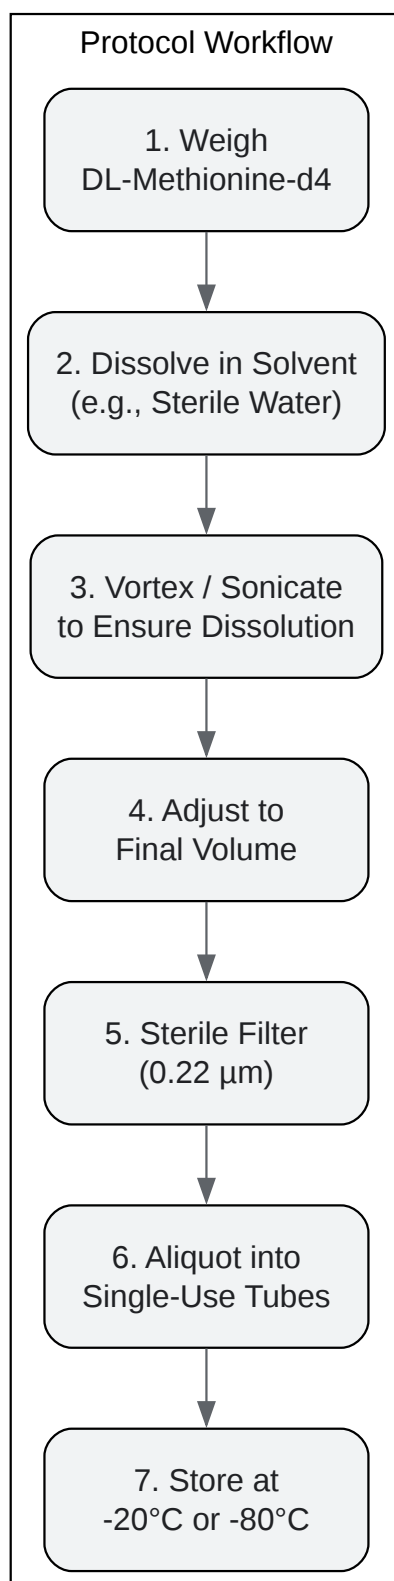 Protocol Workflow
1. Weigh
DL-Methionine-d4
2. Dissolve in Solvent
(e.g., Sterile Water)
3. Vortex / Sonicate
to Ensure Dissolution
4. Adjust to
Final Volume
5. Sterile Filter
(0.22 µm)
6. Aliquot into
Single-Use Tubes
7. Store at
-20°C or -80°C